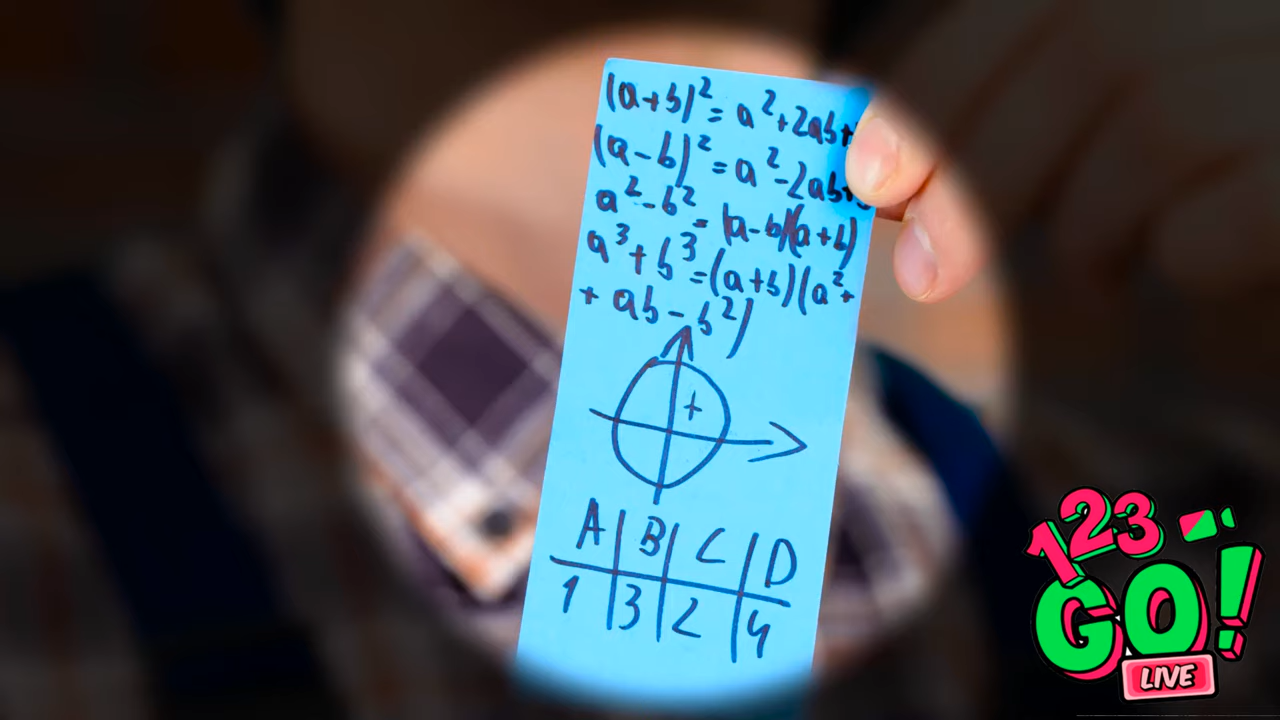 (a+b)² = a²+2ab+
(a-b)² = a²-2ab+
a²-b² = (a-b)(a+b)
a³+b³=(a+b)(a²+
+ab-b²)
+
A | B | C | D
1 | 3 | 2 | 4
123
GO!
LIVE